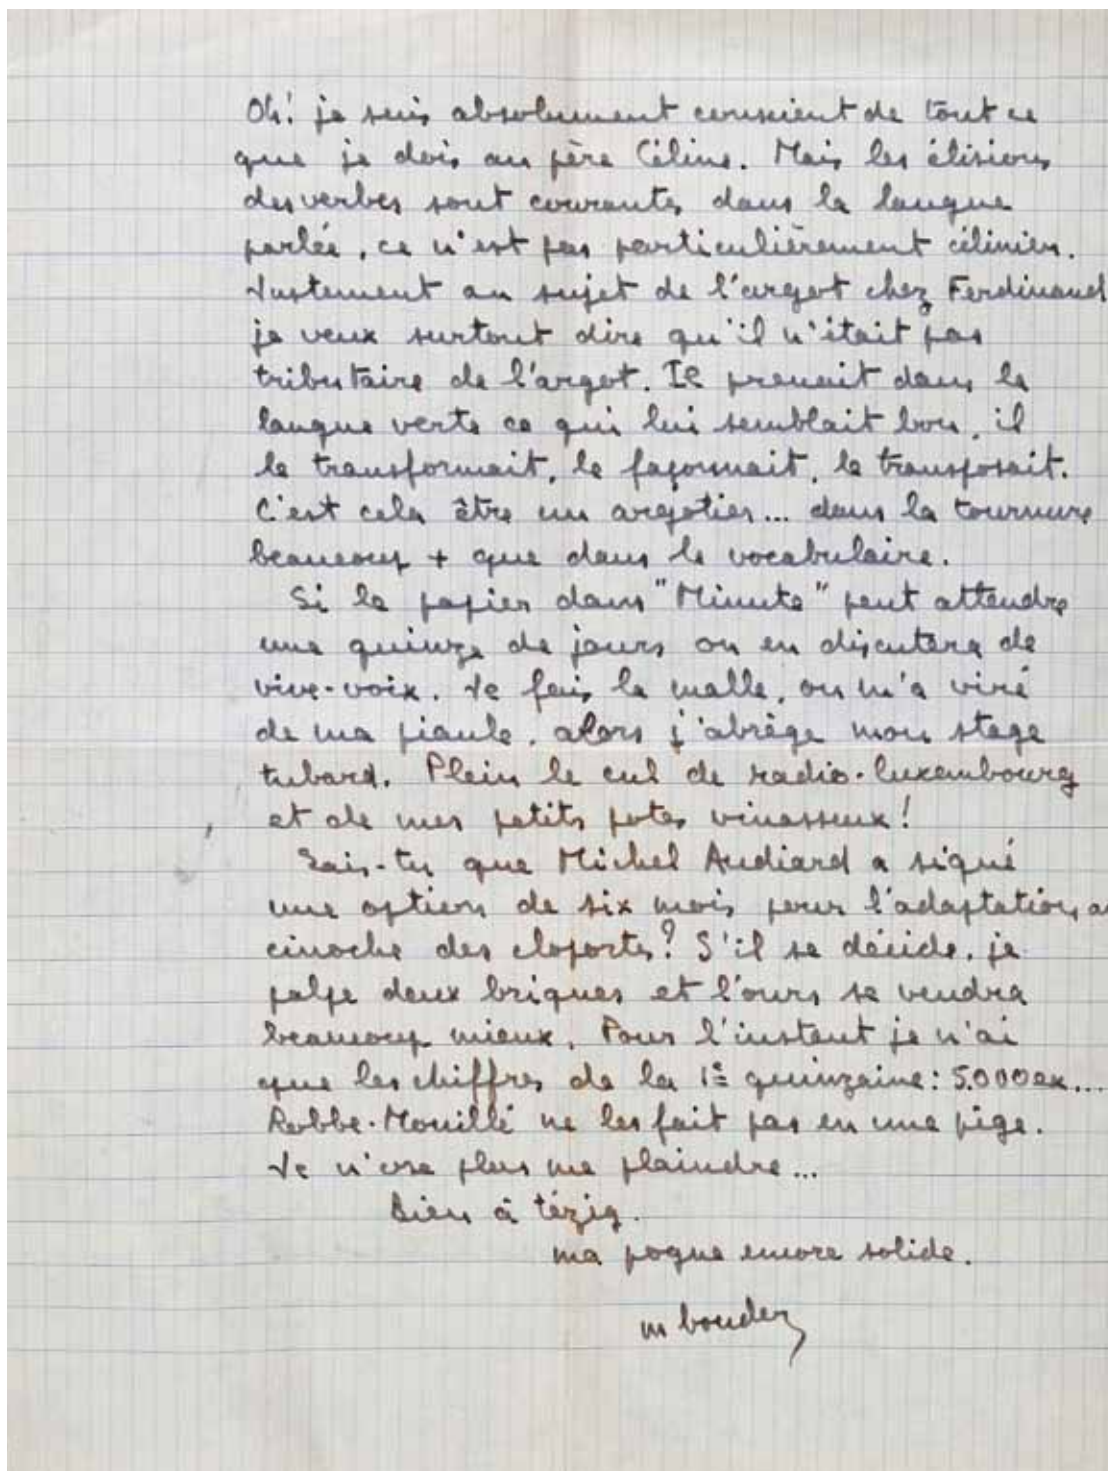 Oh! je suis absolument conscient de tout ce
que je dois au père Céline. Mais les élisions
des verbes sont courantes dans la langue
parlée, ce n'est pas particulièrement célinien.
Justement au sujet de l'argot chez Ferdinand
je veux surtout dire qu'il n'était pas
tributaire de l'argot. Il prenait dans la
langue verte ce qui lui semblait bon, il
le transformait, le façonnait, le transposait.
C'est cela être un argotier... dans la tournure
beaucoup + que dans le vocabulaire.
Si le papier dans "Minute" peut attendre
une quinze de jours on en discutera de
vive-voix. Je fais la malle, on m'a viré
de ma piaule, alors j'abrège mon stage
tubard. Plein le cul de radio-luxembourg
et de mes petits potes vinasseux!
Sais-tu que Michel Audiard a signé
une option de six mois pour l'adaptation au
cinoche des cloportes? S'il se décide, je
palpe deux briques et l'ours se vendra
beaucoup mieux. Pour l'instant je n'ai
que les chiffres de la 1e quinzaine: 5.000 ex...
Robbe-Mouillé ne les fait pas en une pige.
Je n'ose plus me plaindre...
Bien à tézig.
ma pogne encore solide.
m boudar